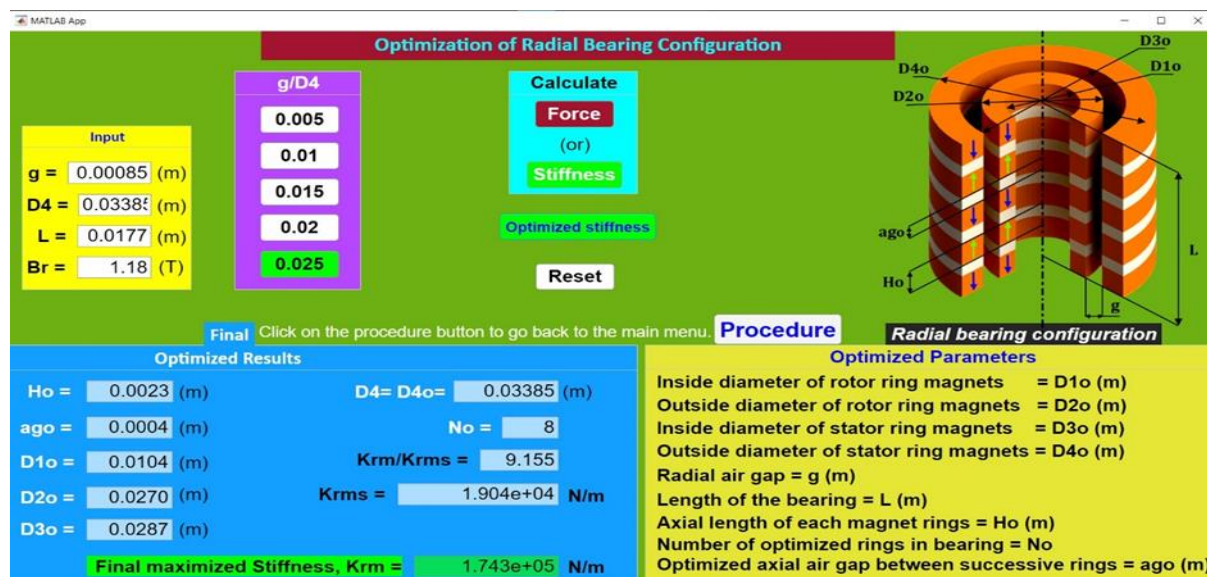 MATLAB App
Optimization of Radial Bearing Configuration
Input
g = 0.00085 (m)
D4 = 0.0338 (m)
L = 0.0177 (m)
Br = 1.18 (T)
g/D4
0.005
0.01
0.015
0.02
0.025
Calculate
Force
(or)
Stiffness
Optimized stiffness
Reset
D3o
D4o
D1o
D2o
ago
L
Ho
g
Radial bearing configuration
Final Click on the procedure button to go back to the main menu. Procedure
Optimized Results
Ho = 0.0023 (m)
ago = 0.0004 (m)
D1o = 0.0104 (m)
D2o = 0.0270 (m)
D3o = 0.0287 (m)
D4= D4o= 0.03385 (m)
No = 8
Krm/Krms = 9.155
Krms = 1.904e+04 N/m
Final maximized Stiffness, Krm = 1.743e+05 N/m
Optimized Parameters
Inside diameter of rotor ring magnets = D1o (m)
Outside diameter of rotor ring magnets = D2o (m)
Inside diameter of stator ring magnets = D3o (m)
Outside diameter of stator ring magnets = D4o (m)
Radial air gap = g (m)
Length of the bearing = L (m)
Axial length of each magnet rings = Ho (m)
Number of optimized rings in bearing = No
Optimized axial air gap between successive rings = ago (m)